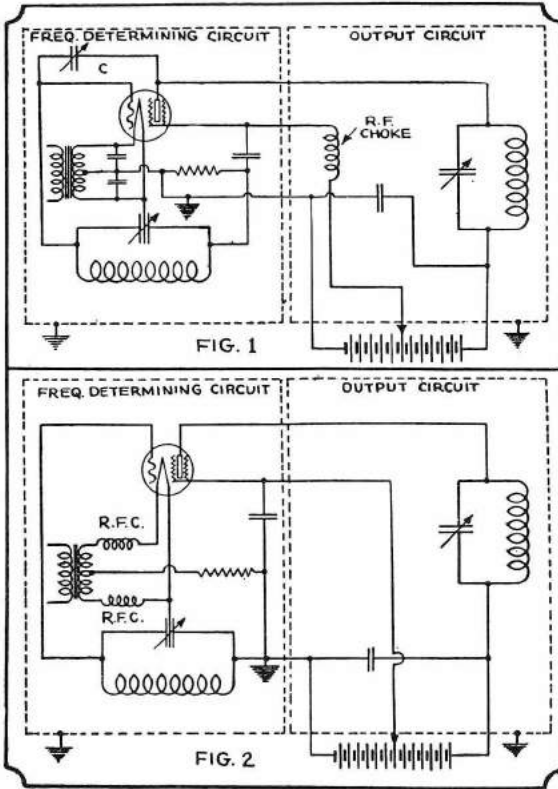 FREQ. DETERMINING CIRCUIT
OUTPUT CIRCUIT
C
R.F.
CHOKE
FIG. 1
FREQ. DETERMINING CIRCUIT
OUTPUT CIRCUIT
R.F.C.
R.F.C.
FIG. 2